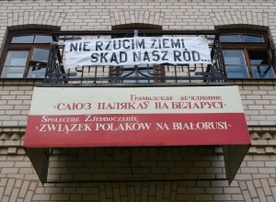 NIE RZUCIM ZIEMI
SKĄD NASZ RÓD...
Грамадскае аб'яднанне
«САЮЗ ПАЛЯКАЎ НА БЕЛАРУСІ»
Społeczne Zjednoczenie
«ZWIĄZEK POLAKÓW NA BIAŁORUSI»